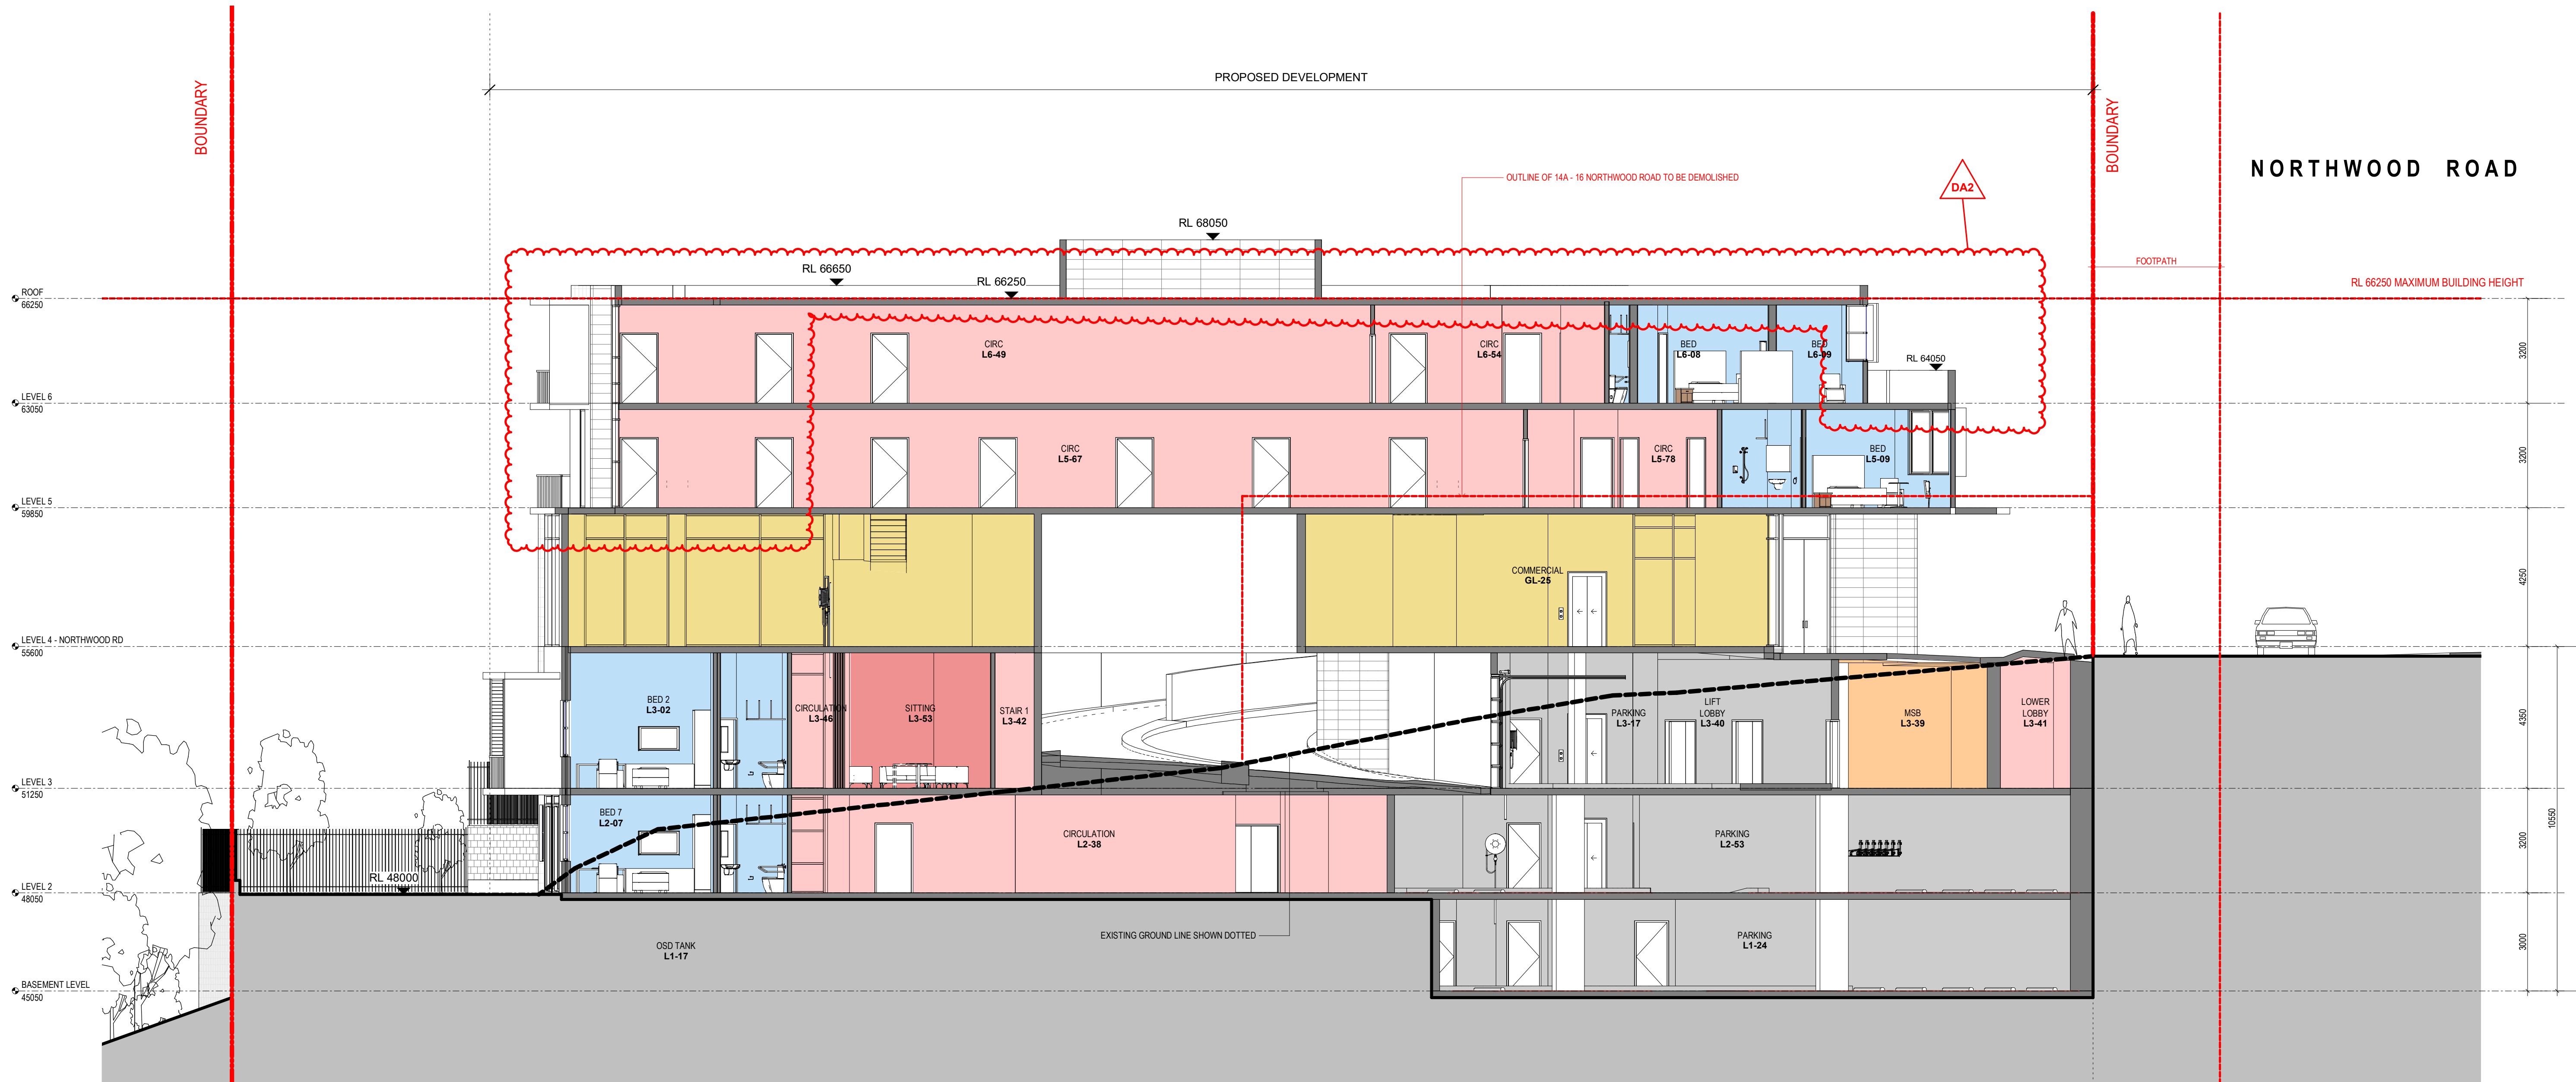 PROPOSED DEVELOPMENT
BOUNDARY
BOUNDARY
NORTHWOOD ROAD
OUTLINE OF 14A - 16 NORTHWOOD ROAD TO BE DEMOLISHED
DA2
RL 68050
FOOTPATH
RL 66650
RL 66250
RL 66250 MAXIMUM BUILDING HEIGHT
ROOF
66250
CIRC
L6-49
CIRC
L6-54
BED
L6-08
BED
L6-09
RL 64050
3200
LEVEL 6
63050
CIRC
L5-67
CIRC
L5-78
BED
L5-09
3200
LEVEL 5
59850
COMMERCIAL
GL-25
4250
LEVEL 4 - NORTHWOOD RD
55600
BED 2
L3-02
CIRCULATION
L3-46
SITTING
L3-53
STAIR 1
L3-42
PARKING
L3-17
LIFT
LOBBY
L3-40
MSB
L3-39
LOWER
LOBBY
L3-41
4350
LEVEL 3
51250
BED 7
L2-07
CIRCULATION
L2-38
PARKING
L2-53
3200
10550
RL 48000
LEVEL 2
48050
EXISTING GROUND LINE SHOWN DOTTED
OSD TANK
L1-17
PARKING
L1-24
3000
BASEMENT LEVEL
45050